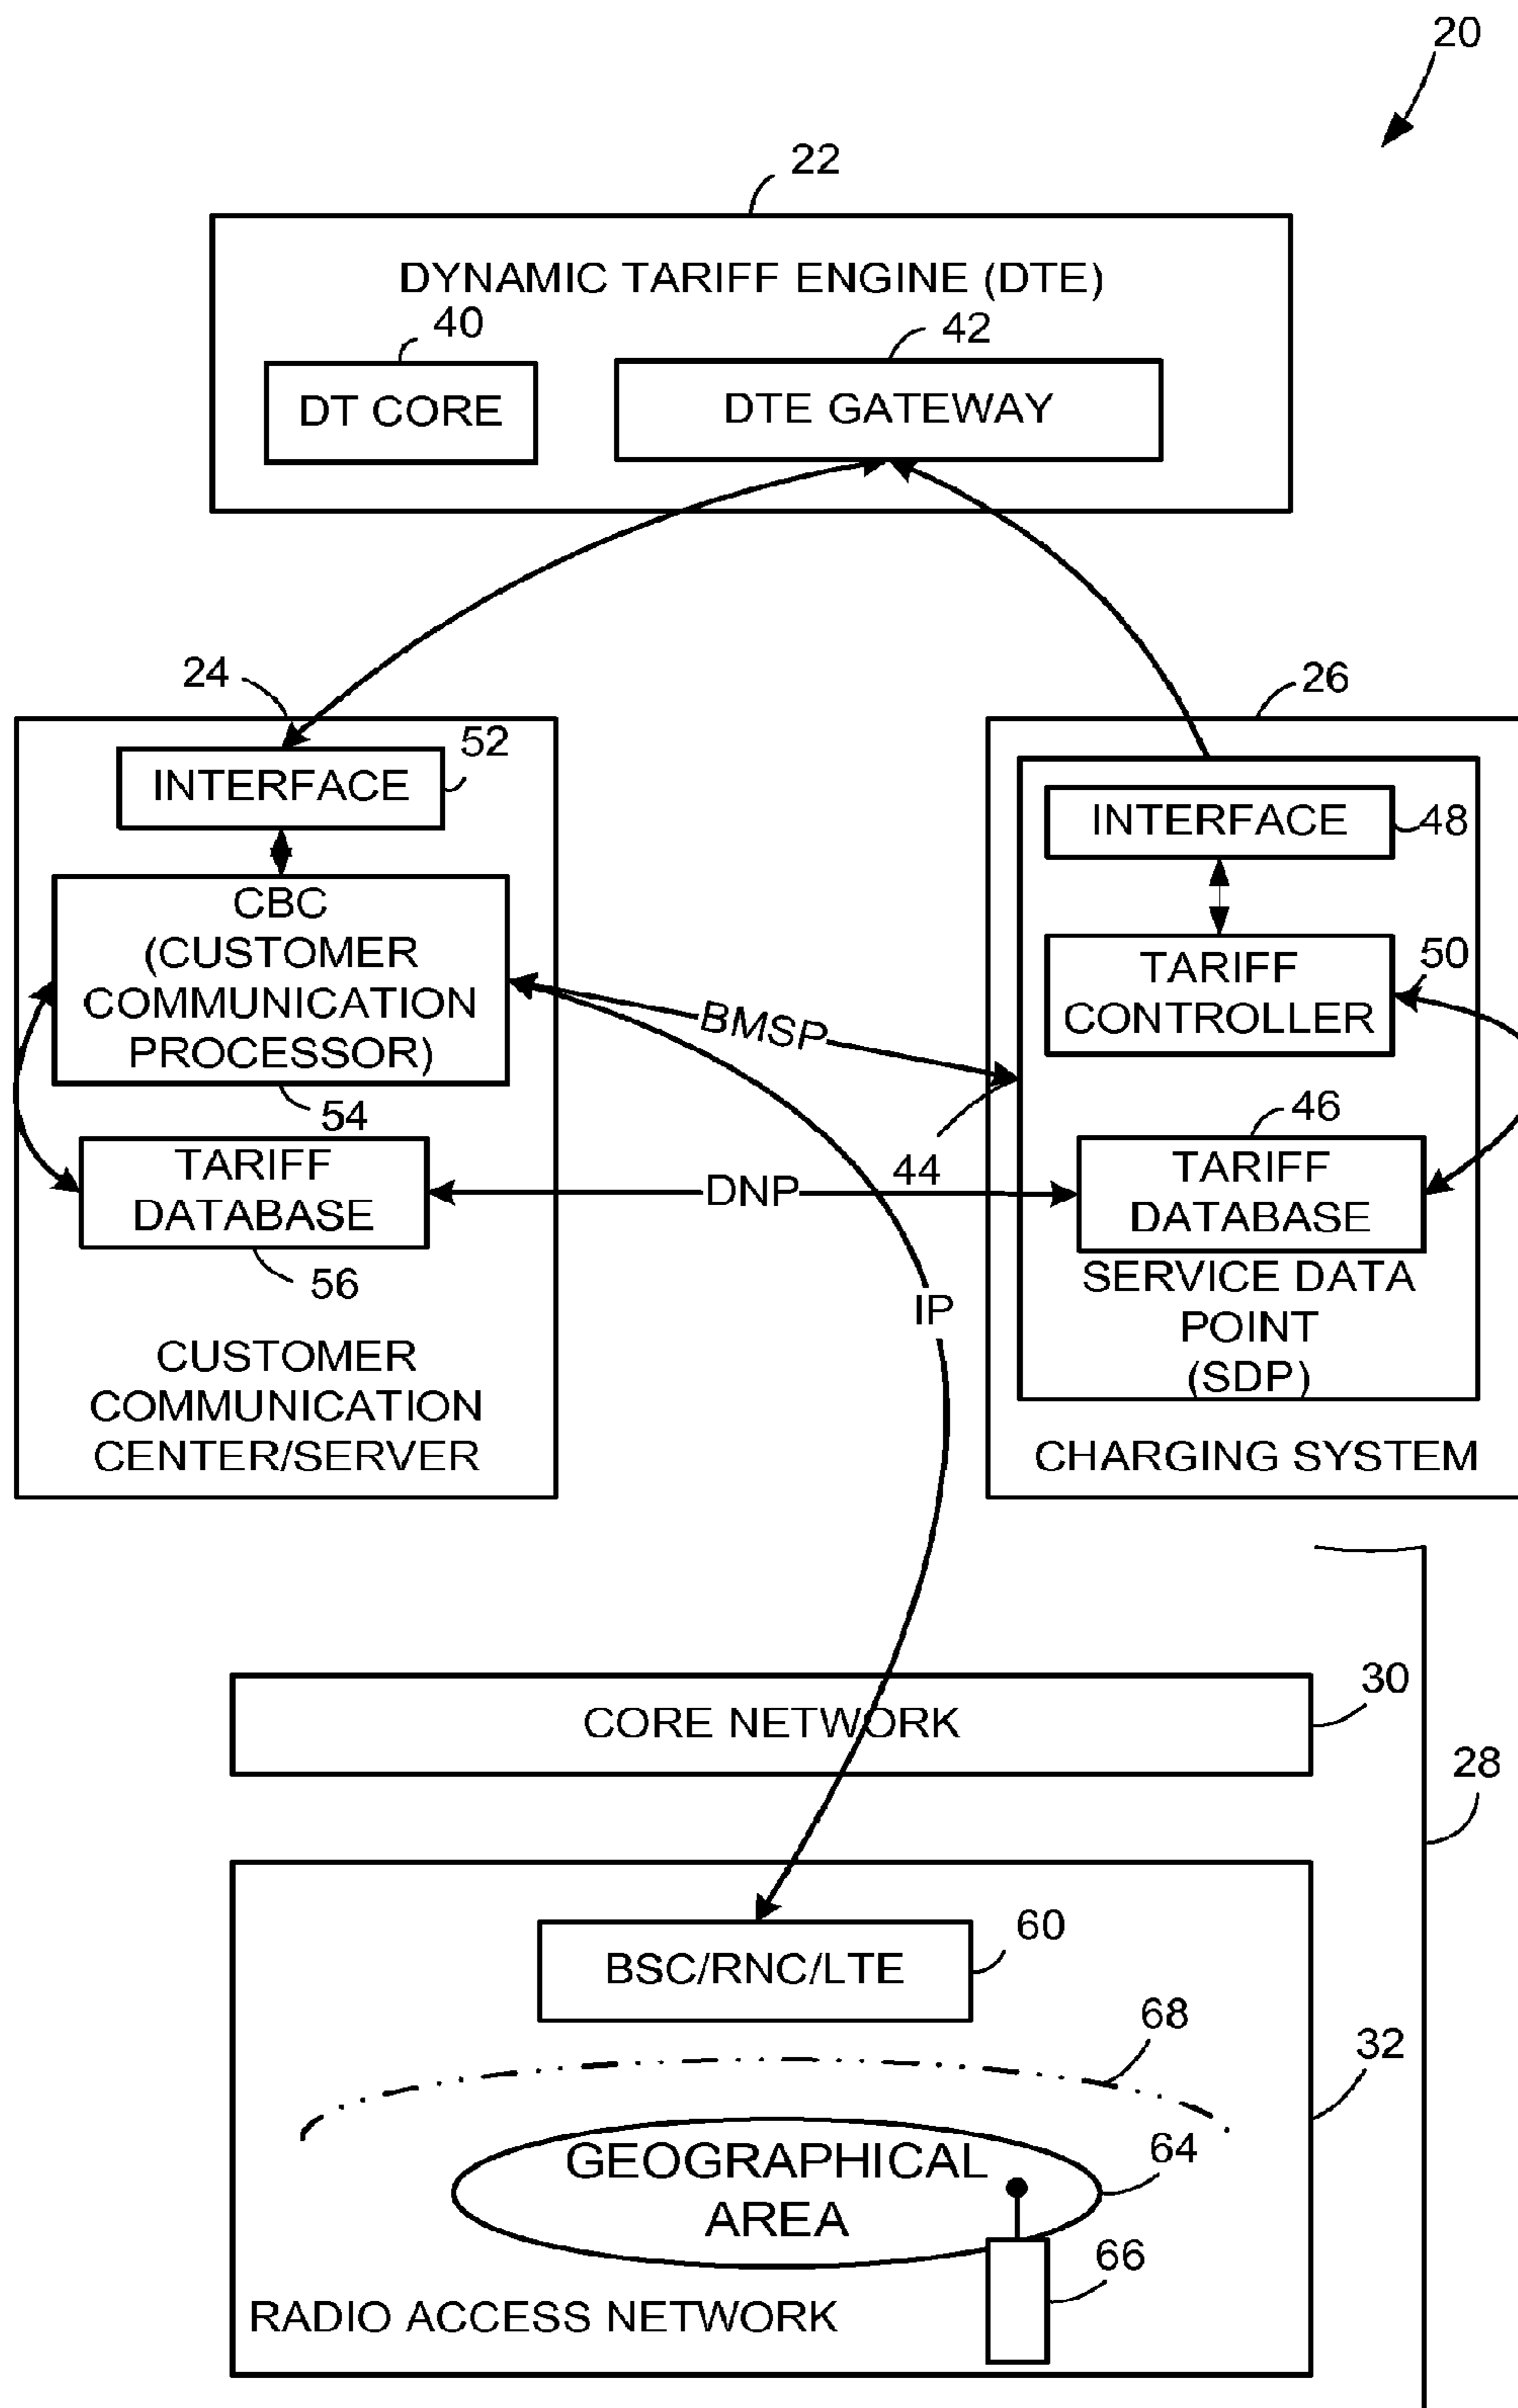 20
22
DYNAMIC TARIFF ENGINE (DTE)
40
42
DT CORE
DTE GATEWAY
24
26
52
INTERFACE
INTERFACE
48
CBC
(CUSTOMER
COMMUNICATION
PROCESSOR)
54
BMSP
TARIFF
CONTROLLER
50
44
46
TARIFF
DATABASE
56
DNP
TARIFF
DATABASE
SERVICE DATA
POINT
(SDP)
IP
CUSTOMER
COMMUNICATION
CENTER/SERVER
CHARGING SYSTEM
30
CORE NETWORK
28
60
BSC/RNC/LTE
68
32
GEOGRAPHICAL
AREA
64
66
RADIO ACCESS NETWORK